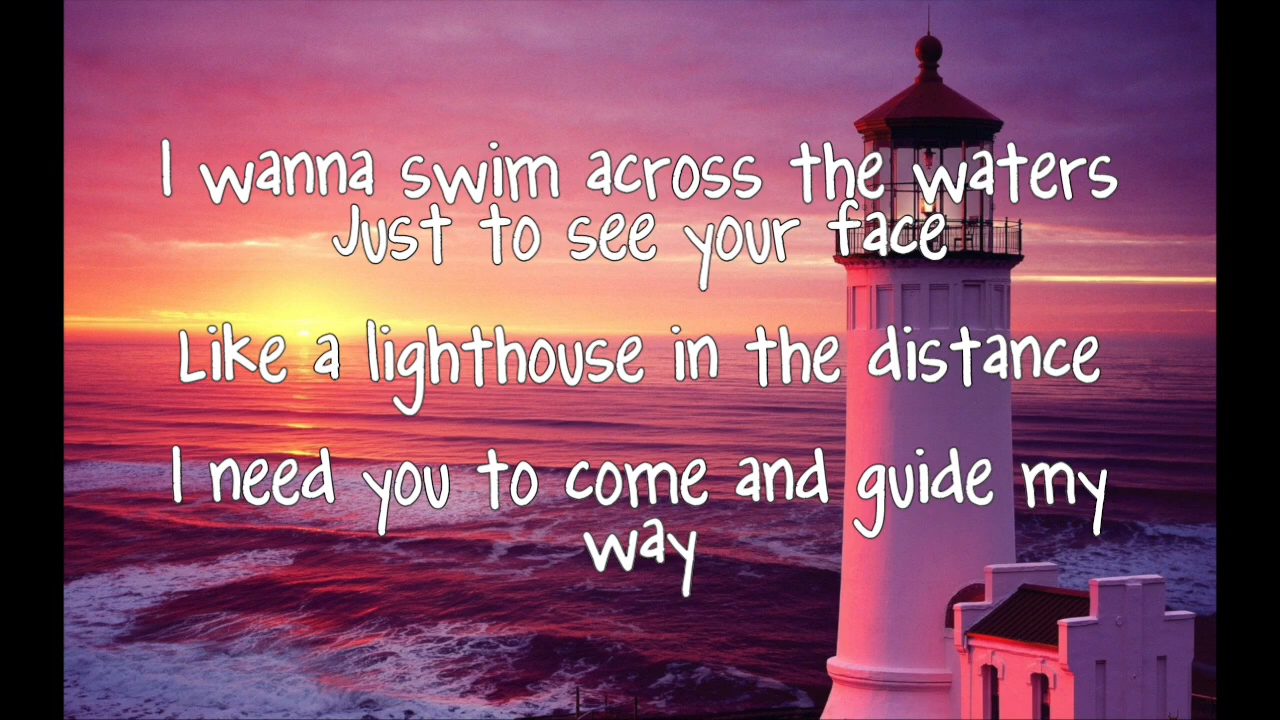 I wanna swim across the waters
Just to see your face
Like a lighthouse in the distance
I need you to come and guide my
way